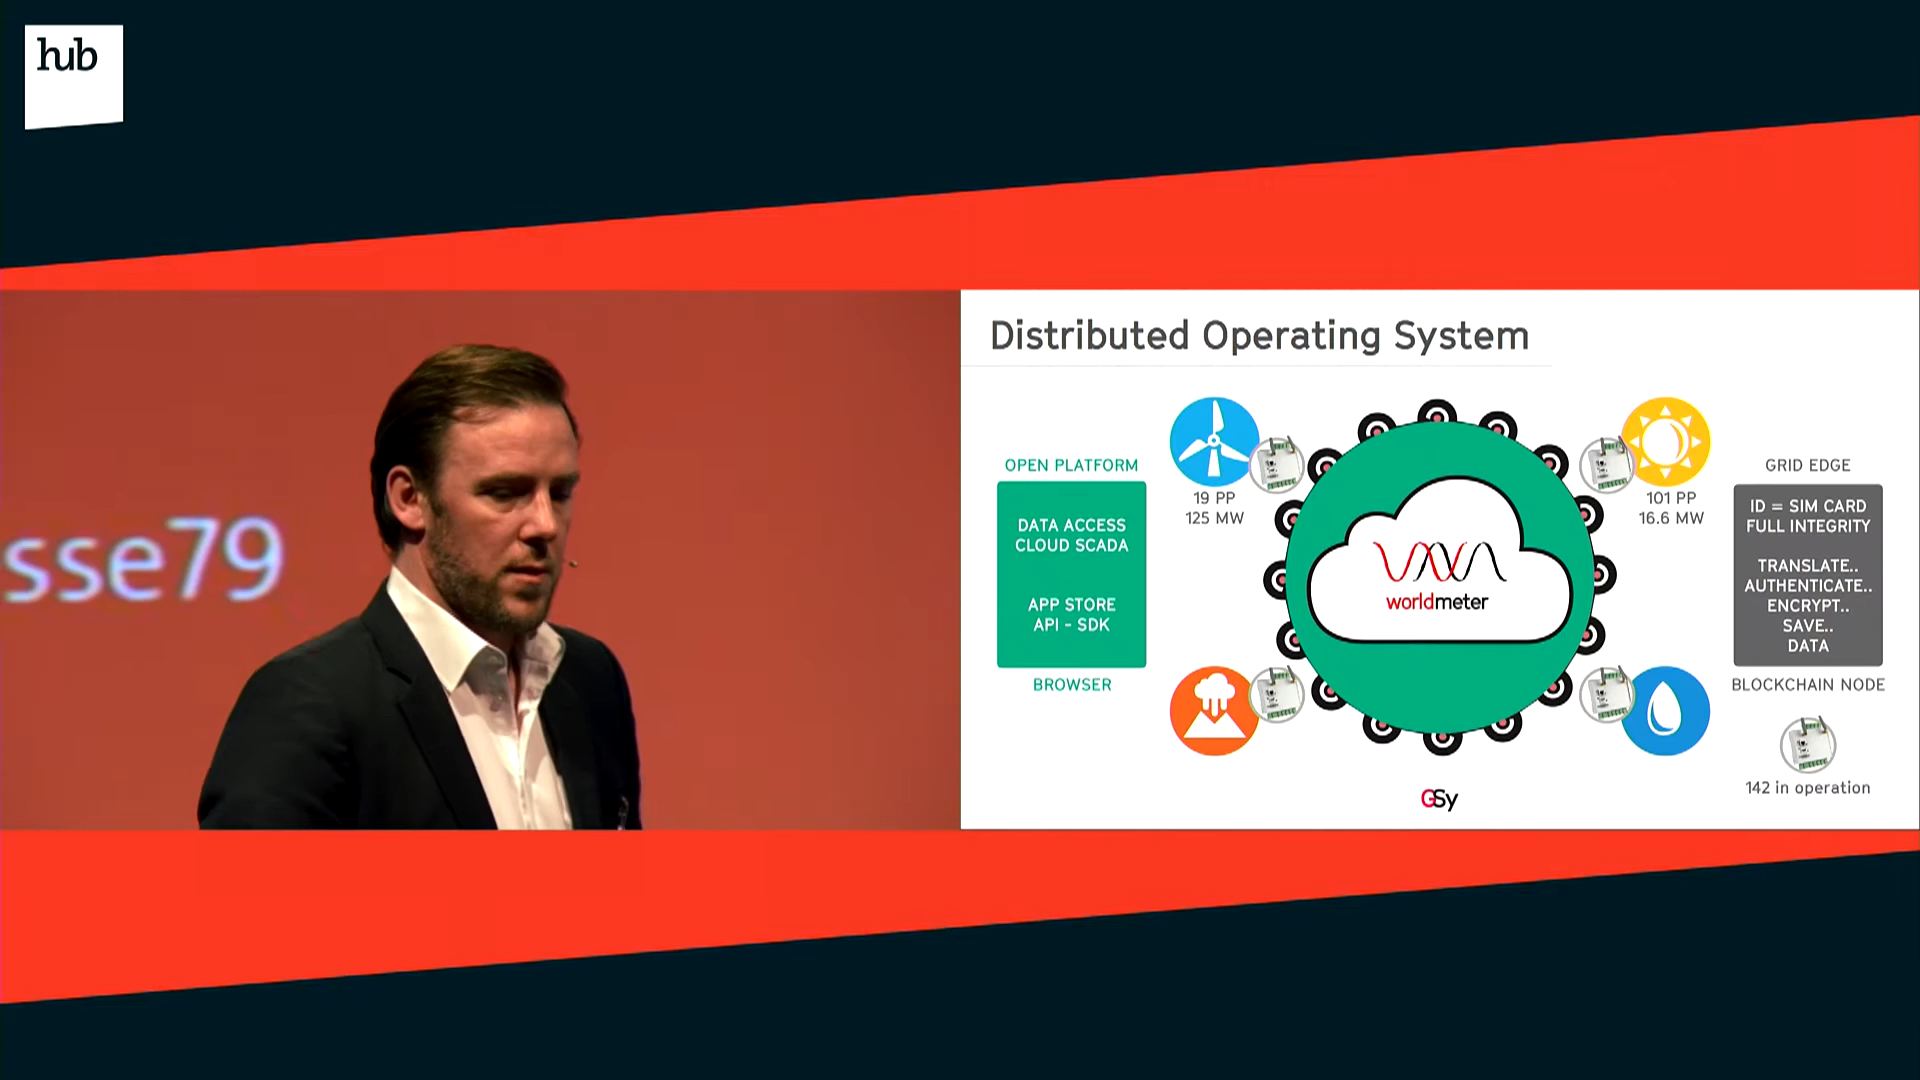 hub
sse79
Distributed Operating System
OPEN PLATFORM
DATA ACCESS
CLOUD SCADA
APP STORE
API - SDK
BROWSER
19 PP
125 MW
worldmeter
101 PP
16.6 MW
GRID EDGE
ID = SIM CARD
FULL INTEGRITY
TRANSLATE..
AUTHENTICATE..
ENCRYPT..
SAVE..
DATA
BLOCKCHAIN NODE
142 in operation
GSy